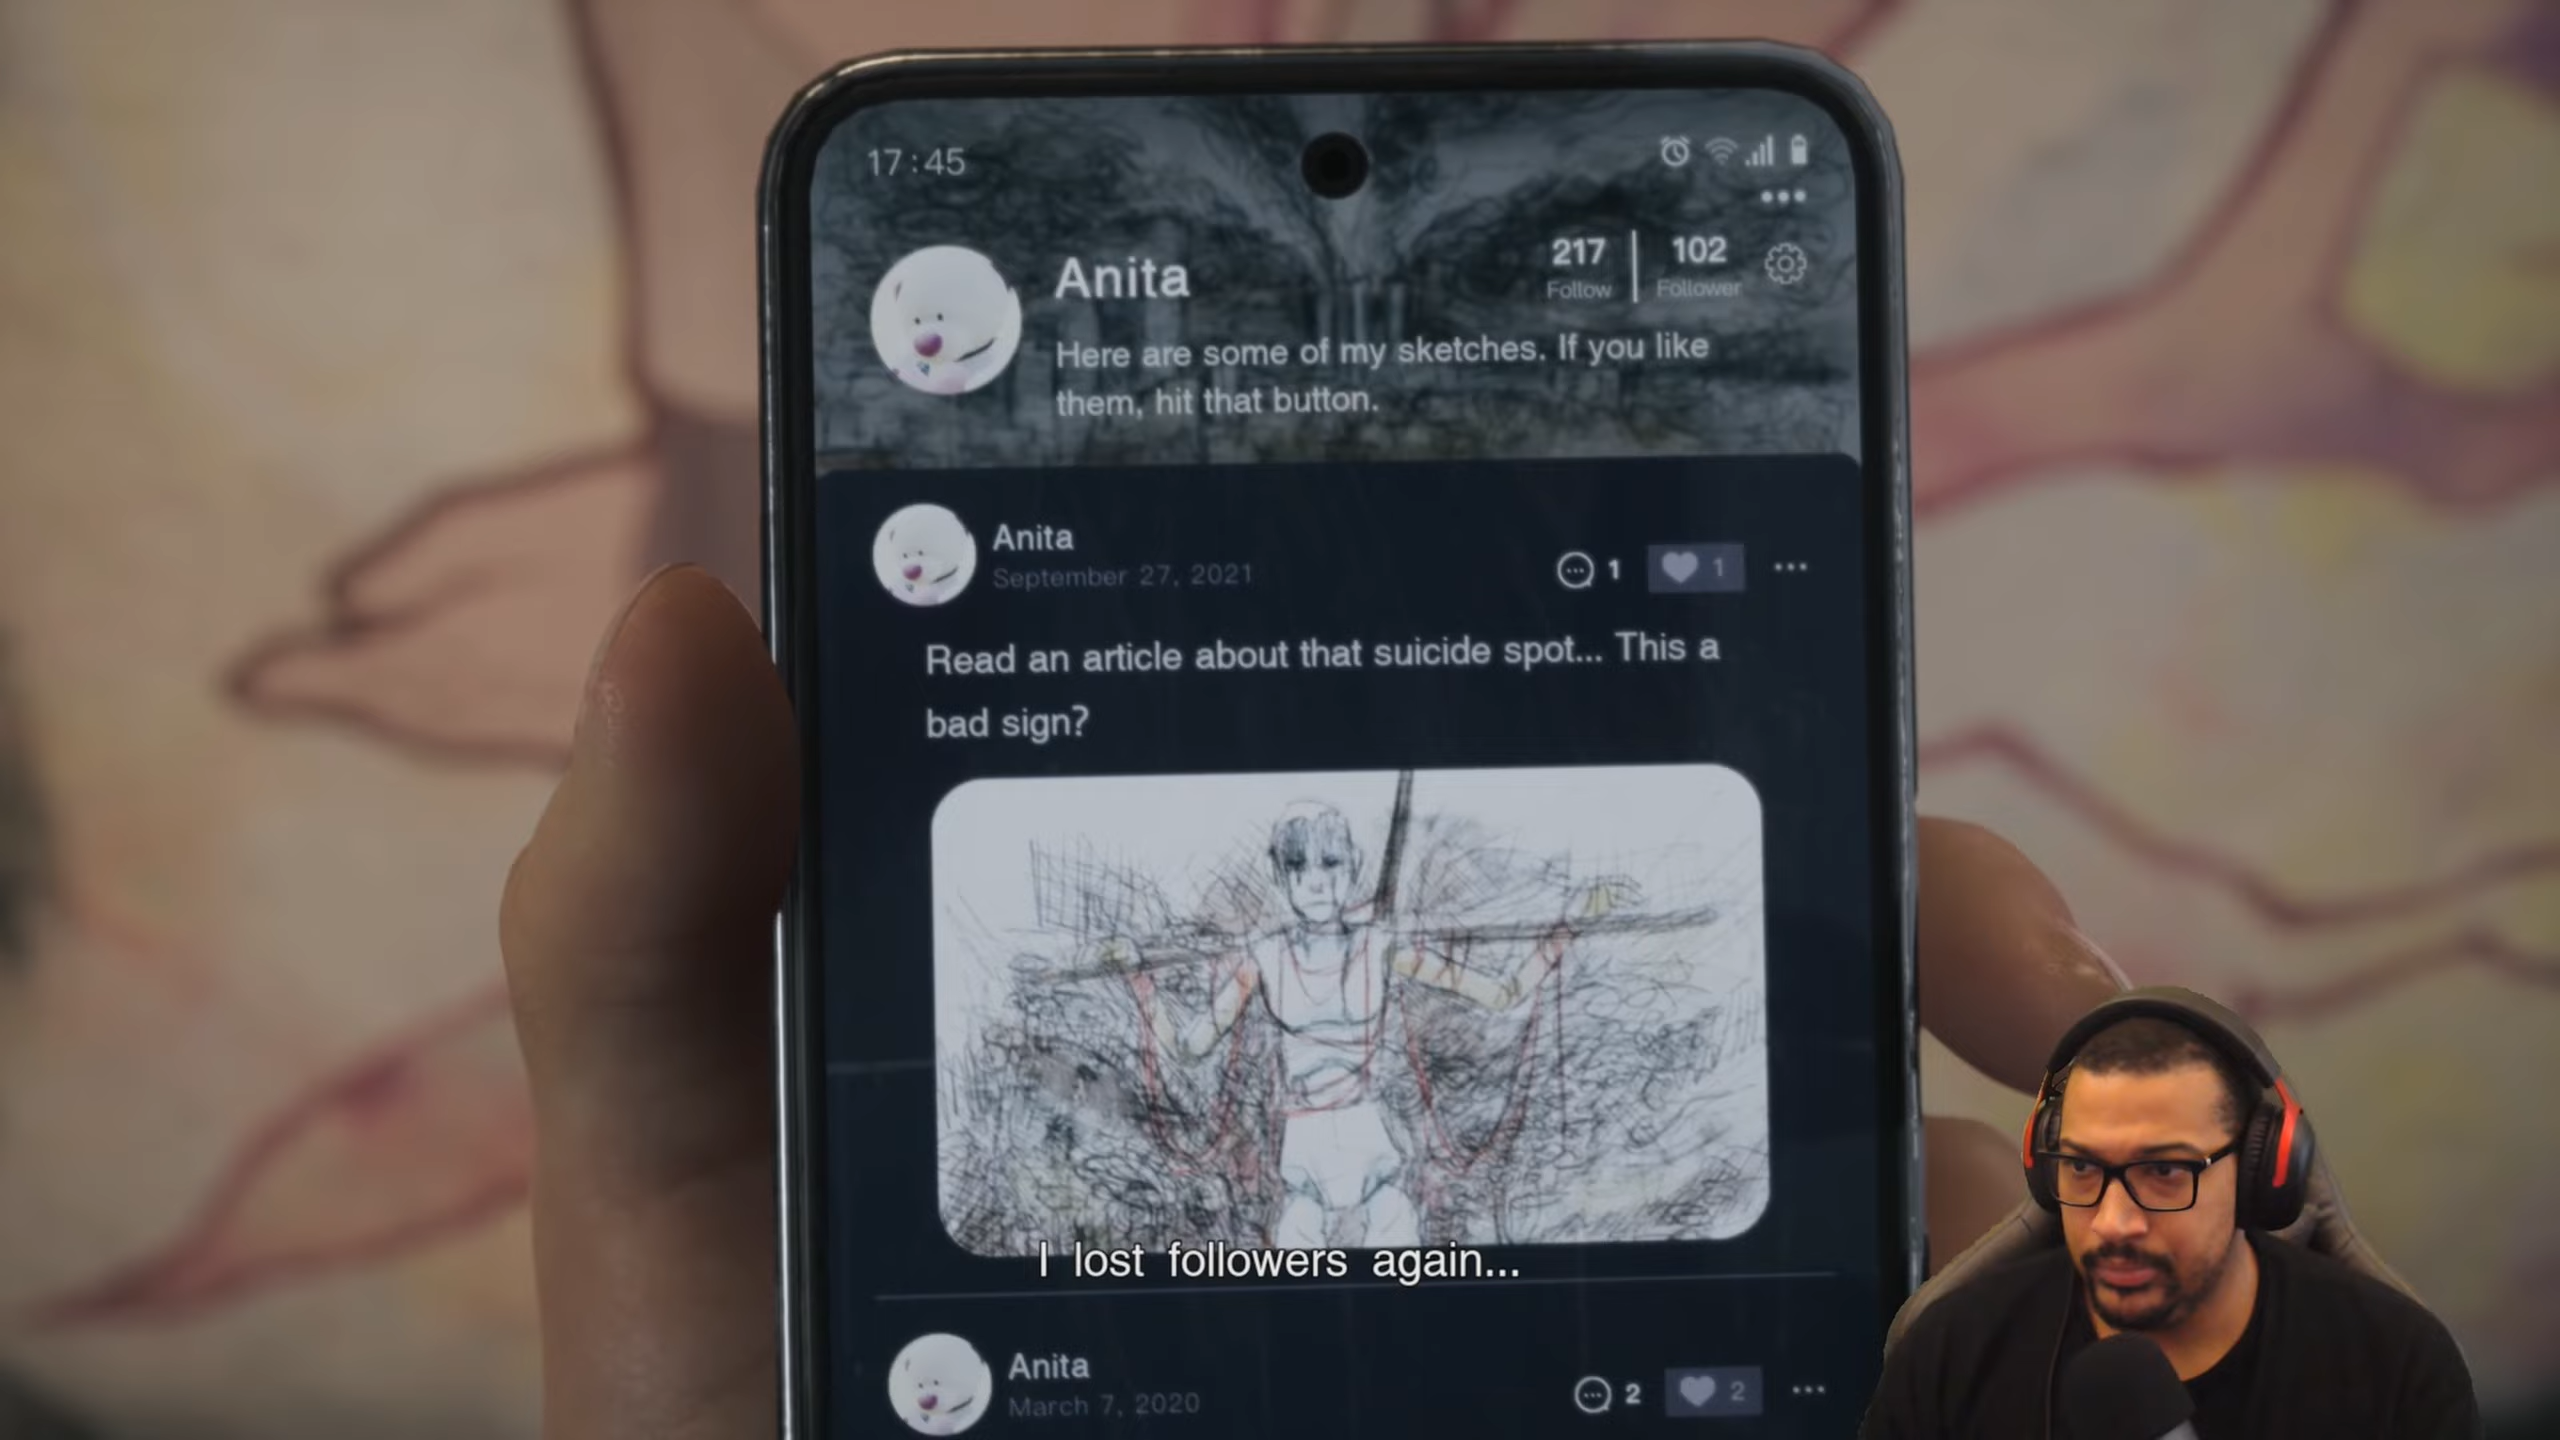 17:45
217
102
Anita
Follow
Follower
Here are some of my sketches. If you like
them, hit that button.
Anita
September 27, 2021
1
1
Read an article about that suicide spot... This a
bad sign?
I lost followers again...
Anita
March 7, 2020
2
2